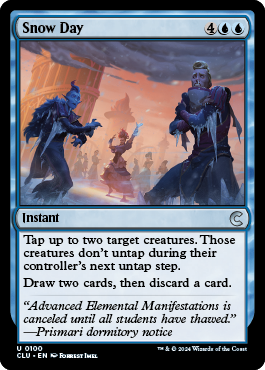 Snow Day 4
Instant
Tap up to two target creatures. Those
creatures don't untap during their
controller's next untap step.
Draw two cards, then discard a card.
“Advanced Elemental Manifestations is
canceled until all students have thawed.”
—Prismari dormitory notice
U 0100
CLU • EN Forrest Imel
™ & © 2024 Wizards of the Coast